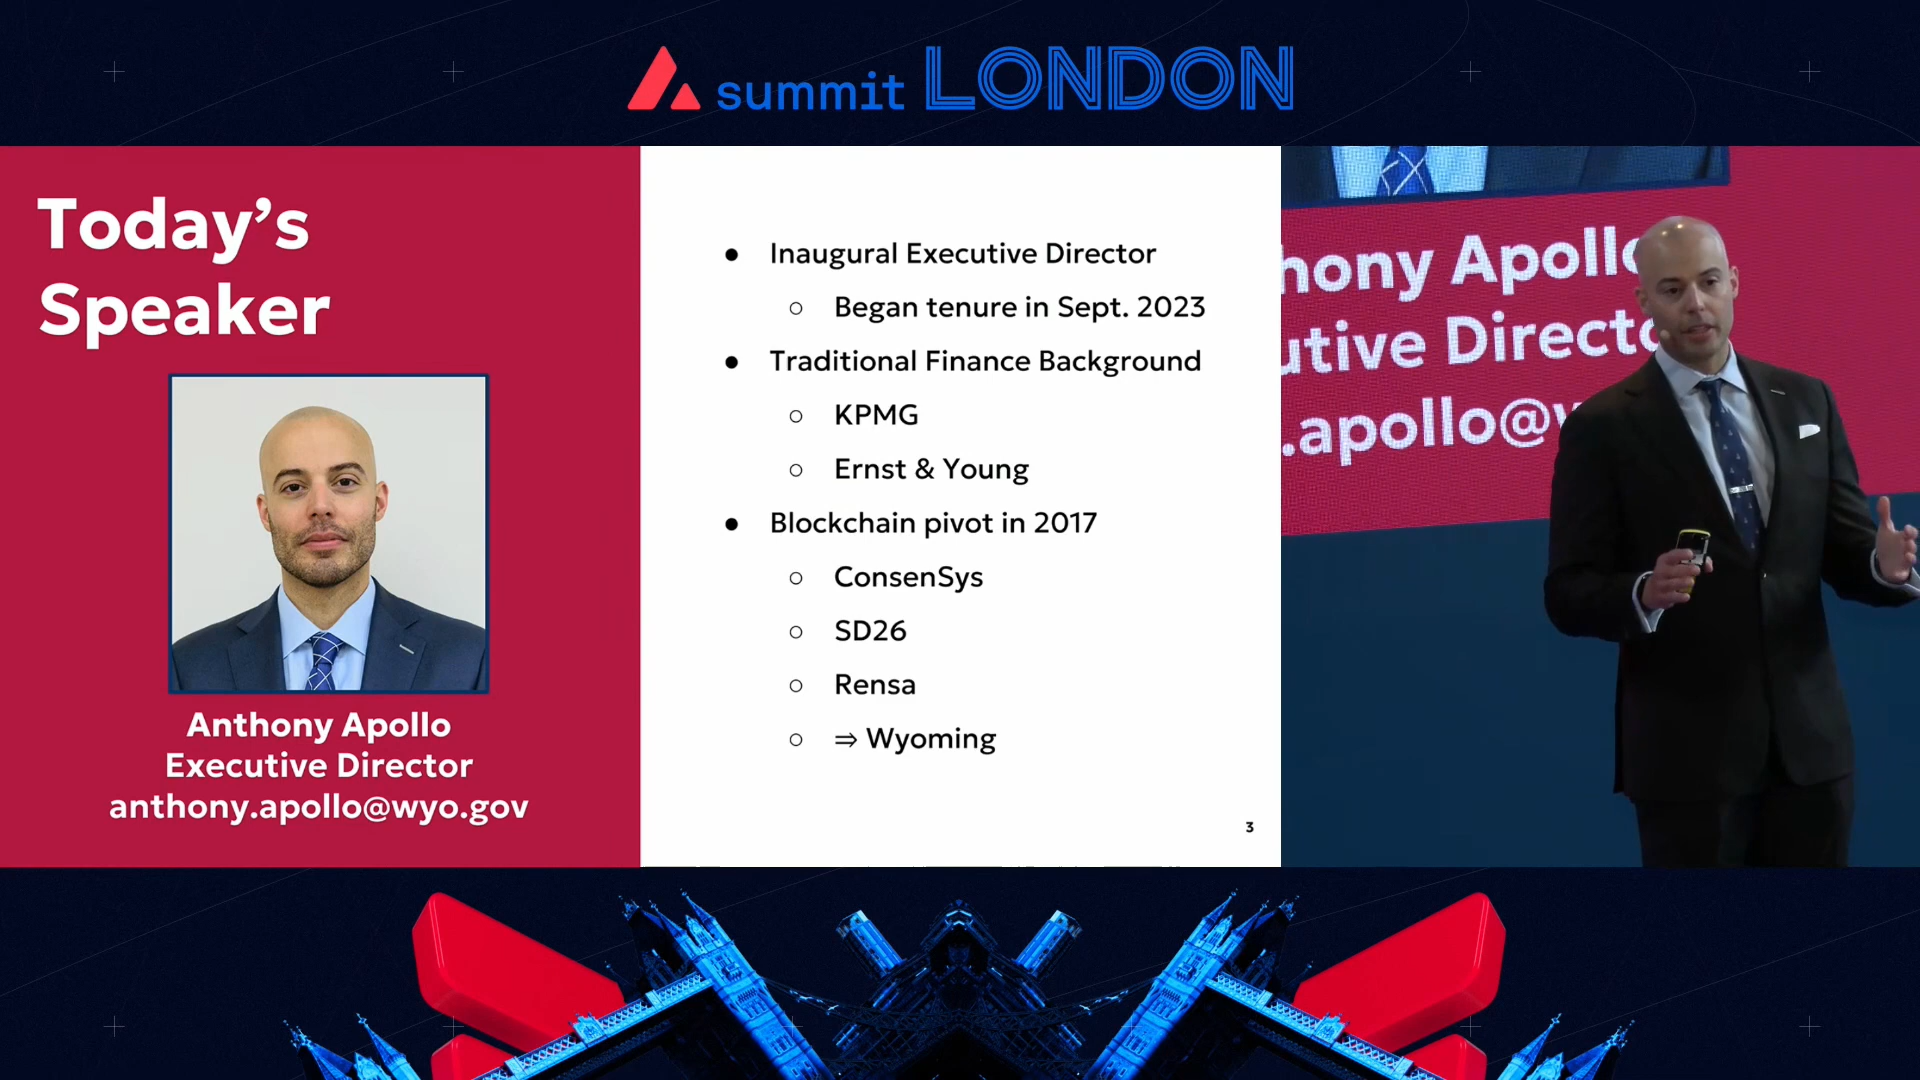 summit LONDON
Today's
Speaker
Anthony Apollo
Executive Director
anthony.apollo@wyo.gov
● Inaugural Executive Director
○ Began tenure in Sept. 2023
● Traditional Finance Background
○ KPMG
○ Ernst & Young
● Blockchain pivot in 2017
○ ConsenSys
○ SD26
○ Rensa
○ ⇒ Wyoming
3
hony Apollo
utive Directo
.apollo@w